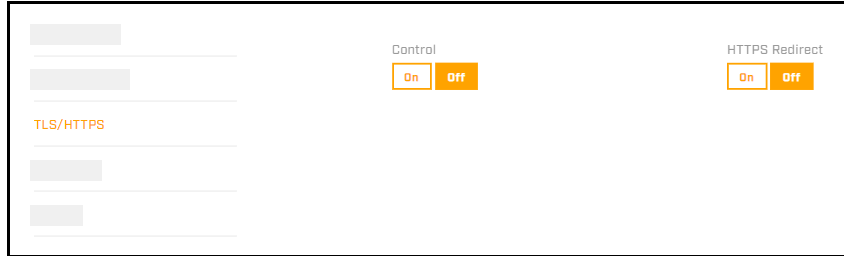 Control
HTTPS Redirect
On Off
On Off
TLS/HTTPS